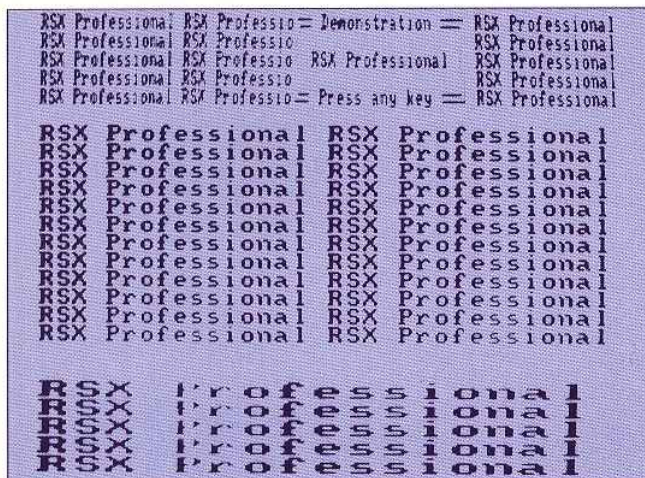 RSX Professional RSX Professio= Demonstration == RSX Professional
RSX Professional RSX Professio RSX Professional
RSX Professional RSX Professio RSX Professional RSX Professional
RSX Professional RSX Professio RSX Professional
RSX Professional RSX Professio= Press any key == RSX Professional
RSX Professional RSX Professional
RSX Professional RSX Professional
RSX Professional RSX Professional
RSX Professional RSX Professional
RSX Professional RSX Professional
RSX Professional RSX Professional
RSX Professional RSX Professional
RSX Professional RSX Professional
RSX Professional RSX Professional
RSX Professional RSX Professional
RSX Professional RSX Professional
RSX Professional RSX Professional
RSX Professional
RSX Professional
RSX Professional
RSX Professional
RSX Professional